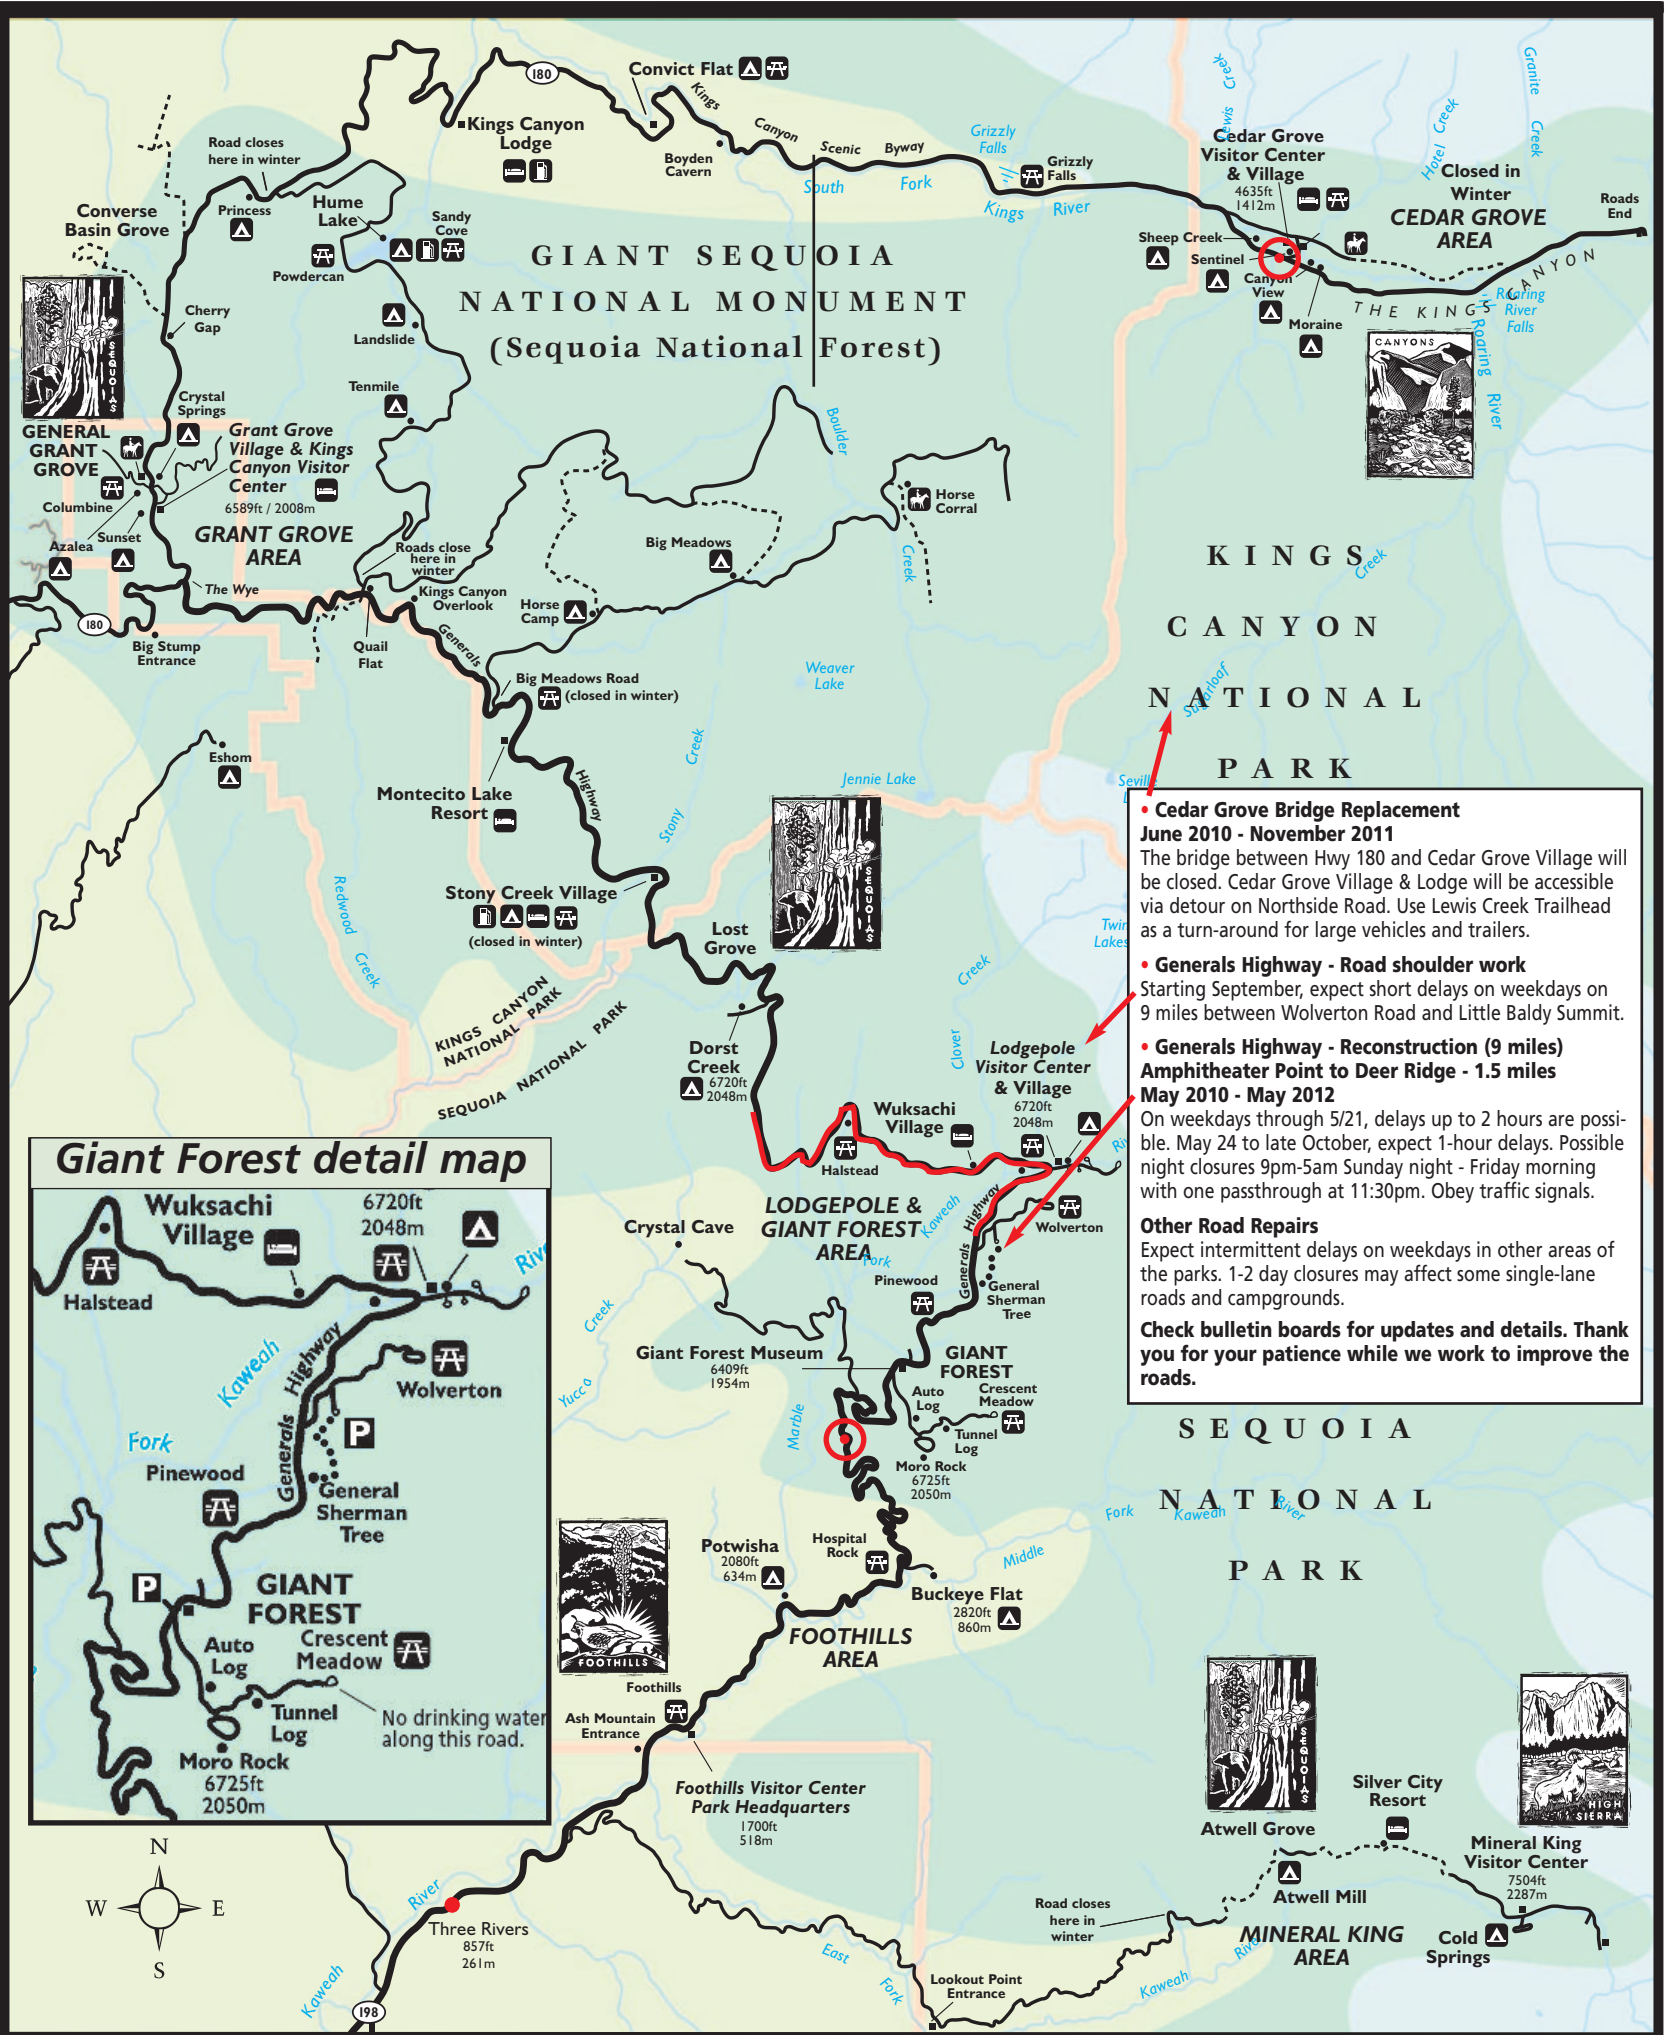 180
Convict Flat
Kings Canyon Scenic Byway
Kings Canyon
Lodge
Boyden
Cavern
Road closes
here in winter
Princess
Hume
Lake
Sandy
Cove
Powdercan
Converse
Basin Grove
Cherry
Gap
Landslide
Tenmile
Crystal
Springs
GIANT SEQUOIA
NATIONAL MONUMENT
(Sequoia National Forest)
South Fork
Kings River
Grizzly
Falls
Grizzly
Falls
Lewis Creek
Hotel Creek
Granite Creek
Cedar Grove
Visitor Center
& Village
4635ft
1412m
Closed in
Winter
CEDAR GROVE
AREA
Roads
End
Sheep Creek
Sentinel
Canyon
View
Moraine
THE KINGS CANYON
Roaring
River
Falls
Roaring River
CANYONS
SEQUOIAS
GENERAL
GRANT
GROVE
Grant Grove
Village & Kings
Canyon Visitor
Center
6589ft / 2008m
Columbine
Azalea
Sunset
GRANT GROVE
AREA
The Wye
180
Big Stump
Entrance
Roads close
here in
winter
Kings Canyon
Overlook
Quail
Flat
Horse
Camp
Big Meadows
Horse
Corral
Boulder
Creek
Generals
Big Meadows Road
(closed in winter)
Weaver
Lake
Jennie Lake
Eshom
Montecito Lake
Resort
Highway
Stony Creek
Stony Creek Village
(closed in winter)
Redwood Creek
Lost
Grove
SEQUOIAS
KINGS CANYON
NATIONAL PARK
SEQUOIA NATIONAL PARK
Dorst
Creek
6720ft
2048m
KINGS
CANYON
NATIONAL
PARK
Creek
Sugarloaf
Seville
Twin
Lakes
Clover
Creek
• Cedar Grove Bridge Replacement
June 2010 - November 2011
The bridge between Hwy 180 and Cedar Grove Village will
be closed. Cedar Grove Village & Lodge will be accessible
via detour on Northside Road. Use Lewis Creek Trailhead
as a turn-around for large vehicles and trailers.
• Generals Highway - Road shoulder work
Starting September, expect short delays on weekdays on
9 miles between Wolverton Road and Little Baldy Summit.
• Generals Highway - Reconstruction (9 miles)
Amphitheater Point to Deer Ridge - 1.5 miles
May 2010 - May 2012
On weekdays through 5/21, delays up to 2 hours are possi-
ble. May 24 to late October, expect 1-hour delays. Possible
night closures 9pm-5am Sunday night - Friday morning
with one passthrough at 11:30pm. Obey traffic signals.
Other Road Repairs
Expect intermittent delays on weekdays in other areas of
the parks. 1-2 day closures may affect some single-lane
roads and campgrounds.
Check bulletin boards for updates and details. Thank
you for your patience while we work to improve the
roads.
Lodgepole
Visitor Center
& Village
6720ft
2048m
Wuksachi
Village
Halstead
LODGEPOLE &
GIANT FOREST
AREA
Kaweah
Fork
Generals Highway
Wolverton
Crystal Cave
Pinewood
General
Sherman
Tree
Giant Forest Museum
6409ft
1954m
GIANT
FOREST
Auto
Log
Crescent
Meadow
Tunnel
Log
Moro Rock
6725ft
2050m
Yucca
Creek
Marble
SEQUOIA
NATIONAL
PARK
Fork
Kaweah
River
Middle
Potwisha
2080ft
634m
Hospital
Rock
Buckeye Flat
2820ft
860m
FOOTHILLS
AREA
FOOTHILLS
Foothills
Ash Mountain
Entrance
Foothills Visitor Center
Park Headquarters
1700ft
518m
Three Rivers
857ft
261m
198
River
Kaweah
East
Fork
Lookout Point
Entrance
Kaweah
River
Road closes
here in
winter
MINERAL KING
AREA
SEQUOIAS
Atwell Grove
Atwell Mill
Silver City
Resort
HIGH
SIERRA
Mineral King
Visitor Center
7504ft
2287m
Cold
Springs
Giant Forest detail map
Wuksachi
Village
6720ft
2048m
Halstead
River
Kaweah
Fork
Generals Highway
Wolverton
P
Pinewood
General
Sherman
Tree
P
GIANT
FOREST
Auto
Log
Crescent
Meadow
Tunnel
Log
No drinking water
along this road.
Moro Rock
6725ft
2050m
N
W
E
S